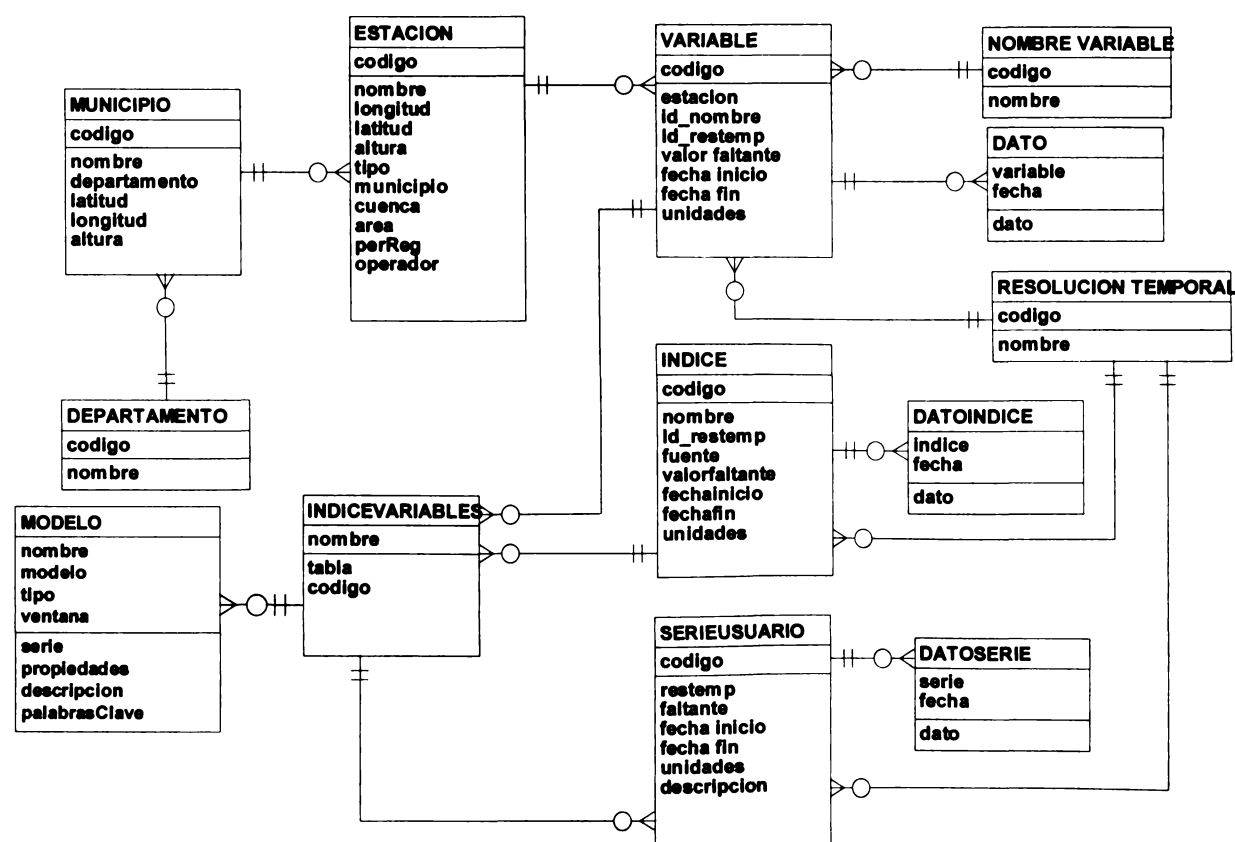 ESTACION
codigo
nombre
longitud
latitud
altura
tipo
municipio
cuenca
area
perReg
operador
VARIABLE
codigo
estacion
id_nombre
id_restemp
valor faltante
fecha inicio
fecha fin
unidades
NOMBRE VARIABLE
codigo
nombre
MUNICIPIO
codigo
nombre
departamento
latitud
longitud
altura
DATO
variable
fecha
dato
RESOLUCION TEMPORAL
codigo
nombre
INDICE
codigo
nombre
id_restemp
fuente
valorfaltante
fechainicio
fechafin
unidades
DATOINDICE
indice
fecha
dato
DEPARTAMENTO
codigo
nombre
MODELO
nombre
modelo
tipo
ventana
serie
propiedades
descripcion
palabrasClave
INDICEVARIABLES
nombre
tabla
codigo
SERIEUSUARIO
codigo
restemp
faltante
fecha inicio
fecha fin
unidades
descripcion
DATOSERIE
serie
fecha
dato